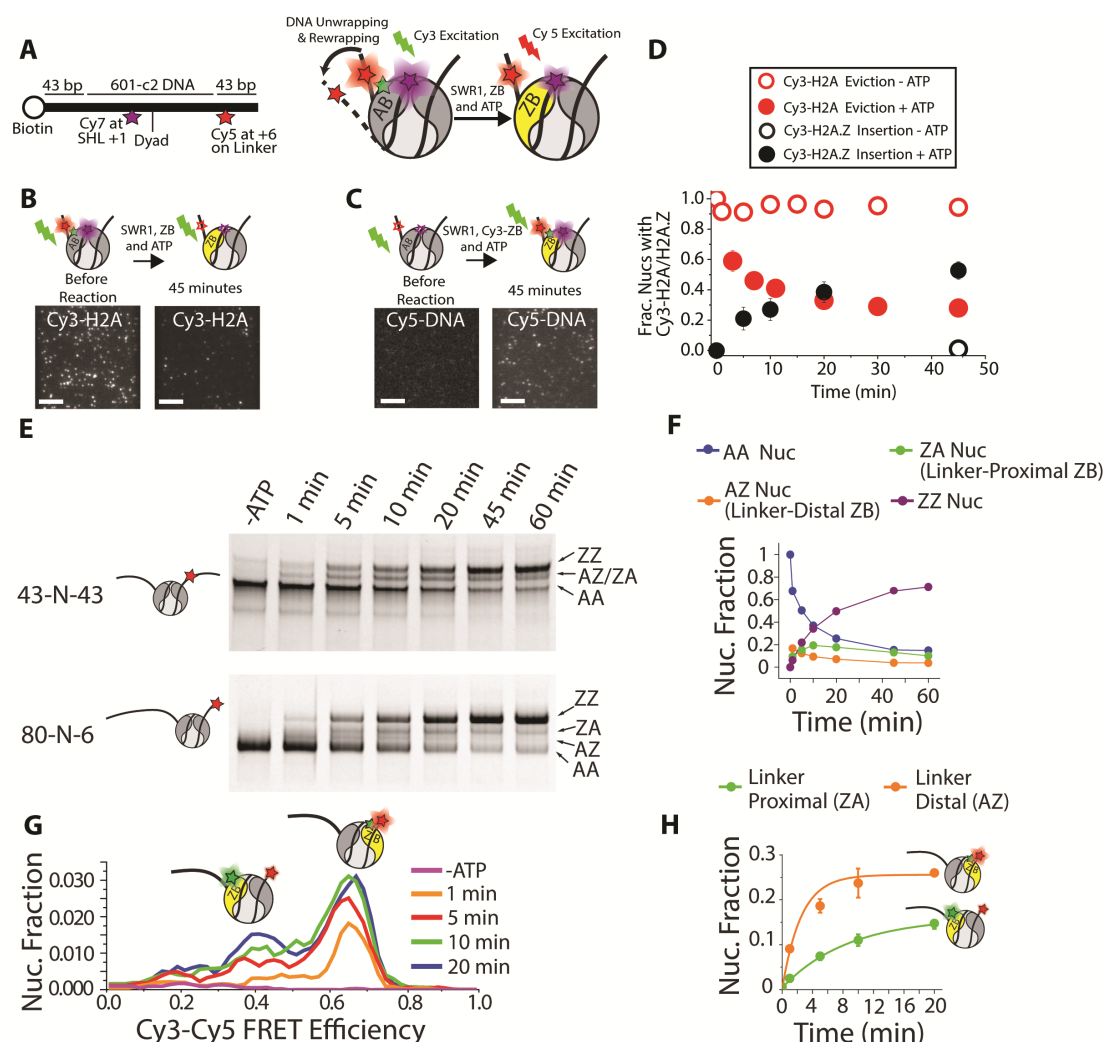 A
43 bp 601-c2 DNA 43 bp
Biotin
Cy7 at
SHL +1
Dyad
Cy5 at +6
on Linker
DNA Unwrapping
& Rewrapping
Cy3 Excitation
AB
SWR1, ZB
and ATP
Cy 5 Excitation
ZB
B
AB
SWR1, ZB
and ATP
ZB
Before
Reaction
45 minutes
Cy3-H2A
Cy3-H2A
C
AB
SWR1, Cy3-ZB
and ATP
ZB
Before
Reaction
45 minutes
Cy5-DNA
Cy5-DNA
D
Cy3-H2A Eviction - ATP
Cy3-H2A Eviction + ATP
Cy3-H2A.Z Insertion - ATP
Cy3-H2A.Z Insertion + ATP
Frac. Nucs with
Cy3-H2A/H2A.Z
1.0
0.8
0.6
0.4
0.2
0.0
0 10 20 30 40 50
Time (min)
E
-ATP
1 min
5 min
10 min
20 min
45 min
60 min
43-N-43
ZZ
AZ/ZA
AA
80-N-6
ZZ
ZA
AZ
AA
F
AA Nuc
ZA Nuc
(Linker-Proximal ZB)
AZ Nuc
(Linker-Distal ZB)
ZZ Nuc
Nuc. Fraction
1
0.8
0.6
0.4
0.2
0
0 20 40 60
Time (min)
G
Nuc. Fraction
0.030
0.020
0.010
0.000
0.0 0.2 0.4 0.6 0.8 1.0
Cy3-Cy5 FRET Efficiency
ZB
ZB
-ATP
1 min
5 min
10 min
20 min
Linker
Proximal (ZA)
Linker
Distal (AZ)
H
Nuc. Fraction
0.3
0.2
0.1
0
0 4 8 12 16 20
Time (min)
ZB
ZB